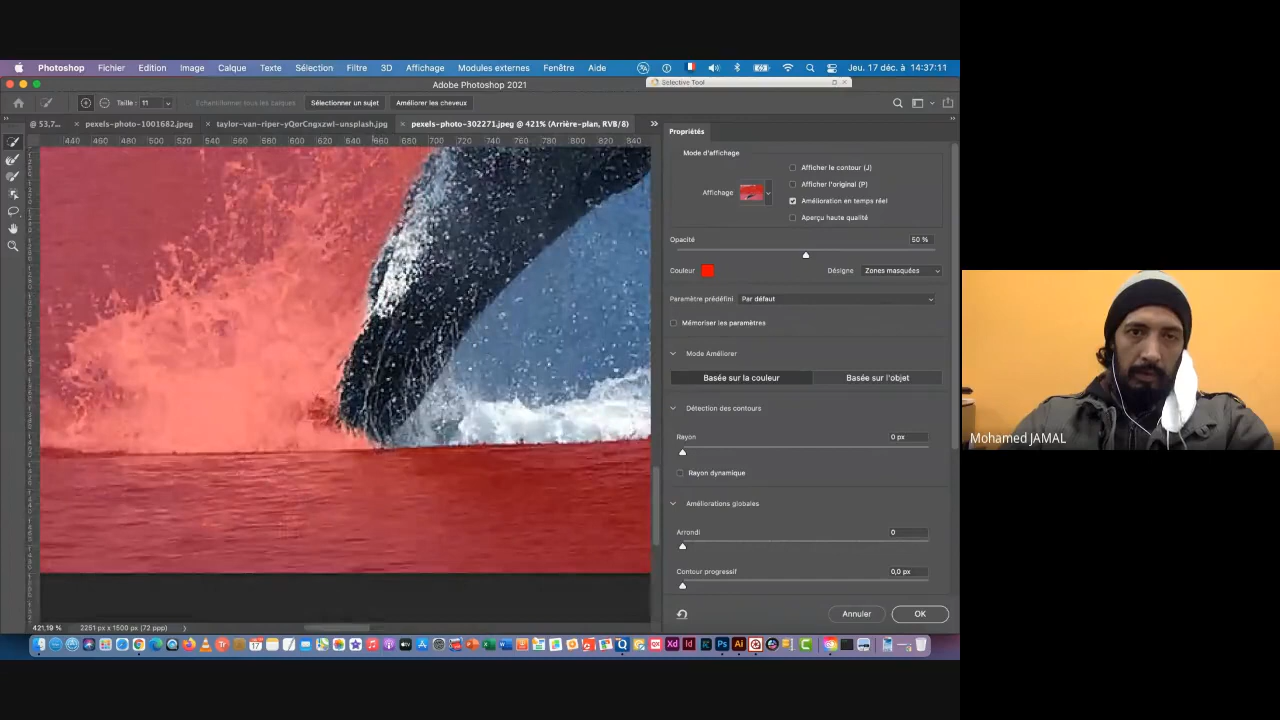 Photoshop Fichier Edition Image Calque Texte Sélection Filtre 3D Affichage Modules externes Fenêtre Aide Jeu. 17 déc. à 14:37:11
Adobe Photoshop 2021
Selective Tool
Taille : 11 Echantillonner sous les calques Sélectionner un sujet Améliorer les cheveux
@ 53,7... × pexels-photo-1001682.jpeg × taylor-van-riper-yQorCngxzwI-unsplash.jpg × pexels-photo-302271.jpeg @ 421% (Arrière-plan, RVB/8)
440 460 480 500 520 540 560 580 600 620 640 660 680 700 720 740 760 780 800 820 840
Propriétés
Mode d'affichage
Afficher le contour (J)
Affichage
Afficher l'original (P)
Amélioration en temps réel
Aperçu haute qualité
Opacité 50 %
Couleur Désigne Zones masquées
Paramètre prédéfini Par défaut
Mémoriser les paramètres
Mode Améliorer
Basée sur la couleur Basée sur l'objet
Détection des contours
Rayon 0 px
Rayon dynamique
Améliorations globales
Arrondi 0
Contour progressif 0,0 px
Annuler OK
421,19 % 2251 px x 1500 px (72 ppp)
Mohamed JAMAL